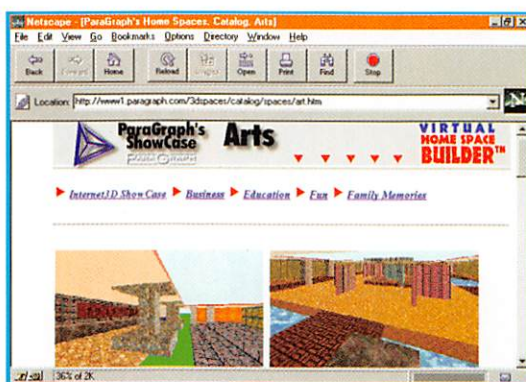 Netscape - [ParaGraph's Home Spaces. Catalog. Arts]
File Edit View Go Bookmarks Options Directory Window Help
Back Forward Home Reload Images Open Print Find Stop
Location: http://www1.paragraph.com/3dspaces/catalog/spaces/art.htm
N
ParaGraph's
ShowCase
PARAGRAPH
Arts
VIRTUAL
HOME SPACE
BUILDER™
Internet3D Show Case Business Education Fun Family Memories
36% of 2K